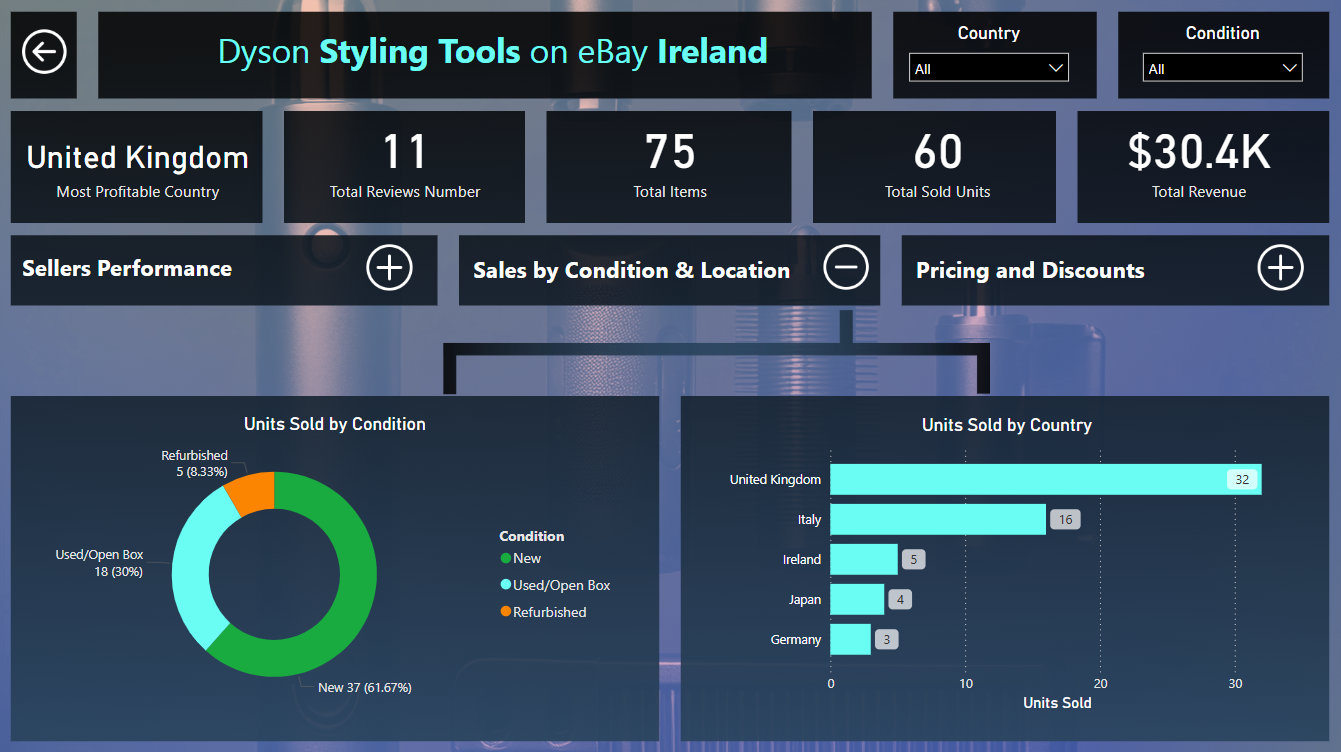 Dyson Styling Tools on eBay Ireland
Country
All
Condition
All
United Kingdom
Most Profitable Country
11
Total Reviews Number
75
Total Items
60
Total Sold Units
$30.4K
Total Revenue
Sellers Performance
Sales by Condition & Location
Pricing and Discounts
Units Sold by Condition
Refurbished
5 (8.33%)
Used/Open Box
18 (30%)
New 37 (61.67%)
Condition
New
Used/Open Box
Refurbished
Units Sold by Country
United Kingdom
32
Italy
16
Ireland
5
Japan
4
Germany
3
0
10
20
30
Units Sold